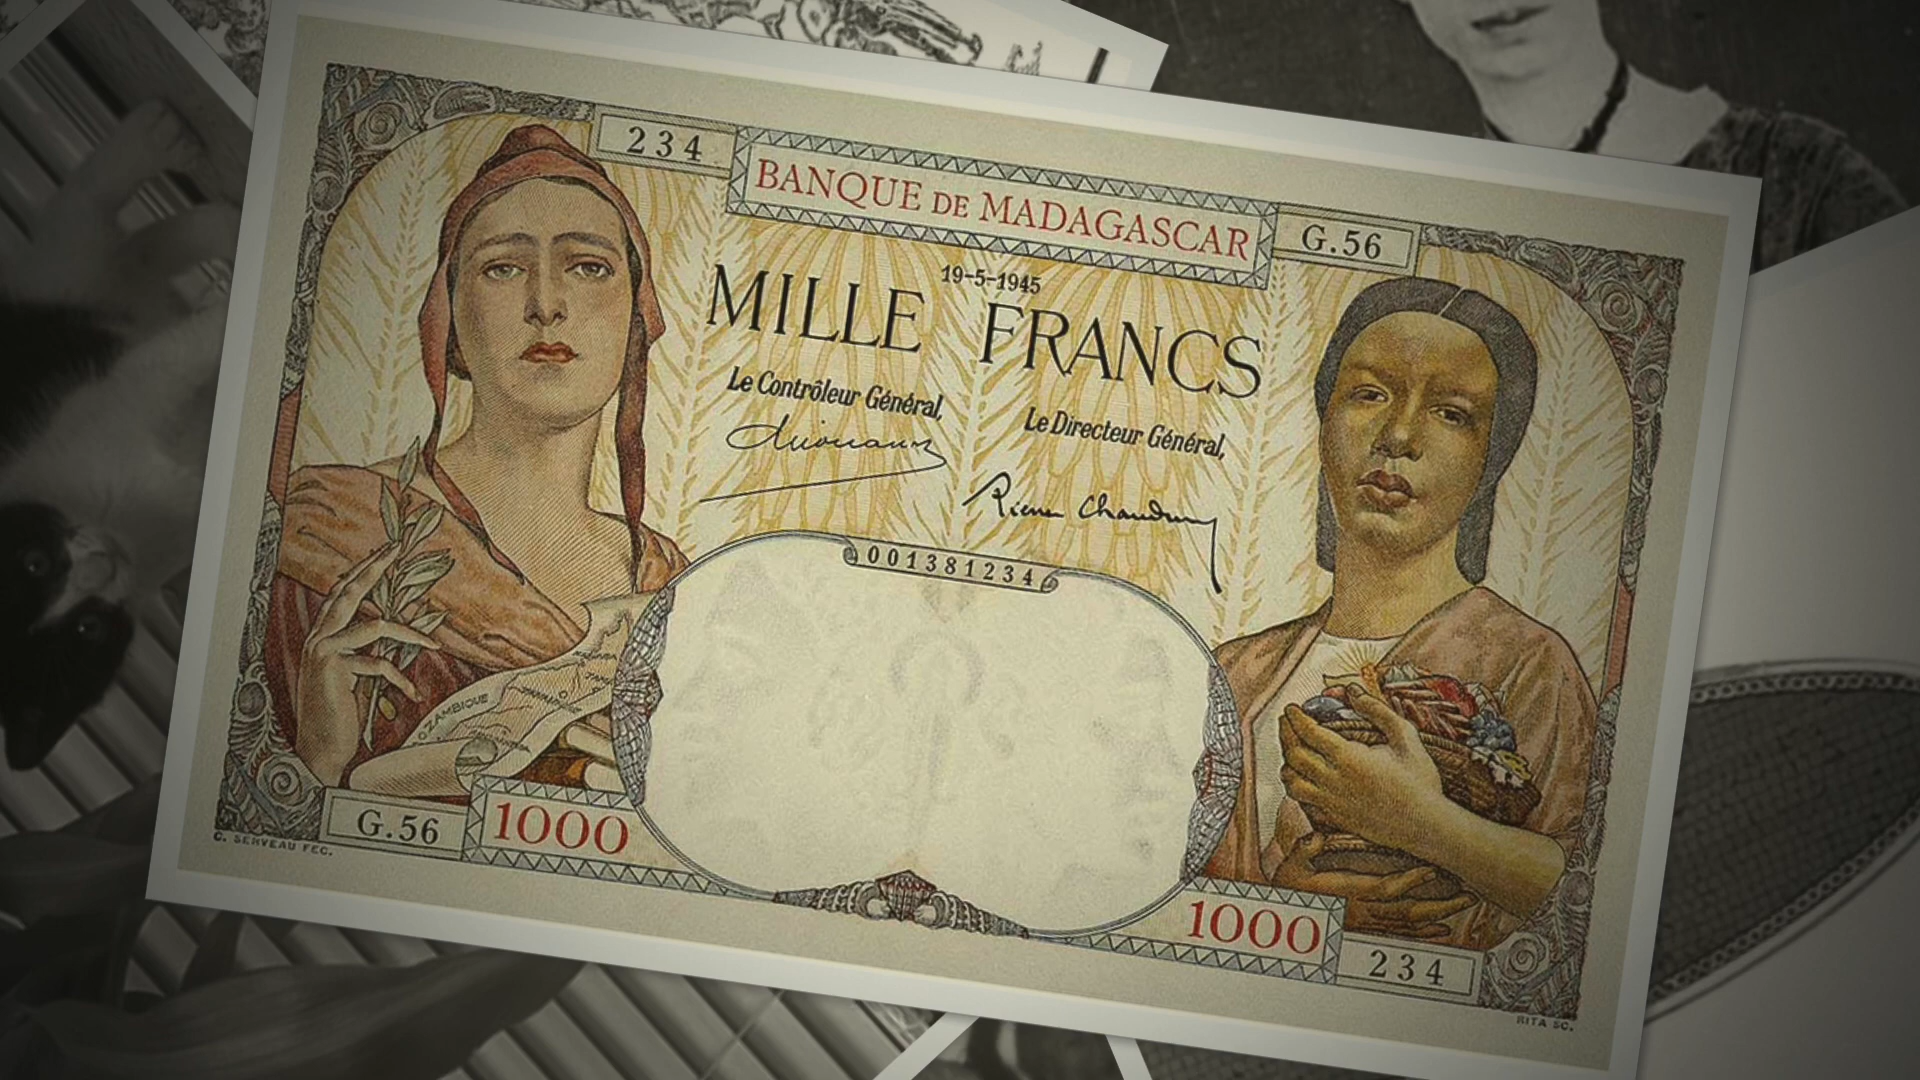 234
BANQUE DE MADAGASCAR
G.56
19-5-1945
MILLE FRANCS
Le Contrôleur Général,
Le Directeur Général,
001381234
MOZAMBIQUE
G.56
1000
1000
234
G. SERVEAU FEC.
RITA SC.